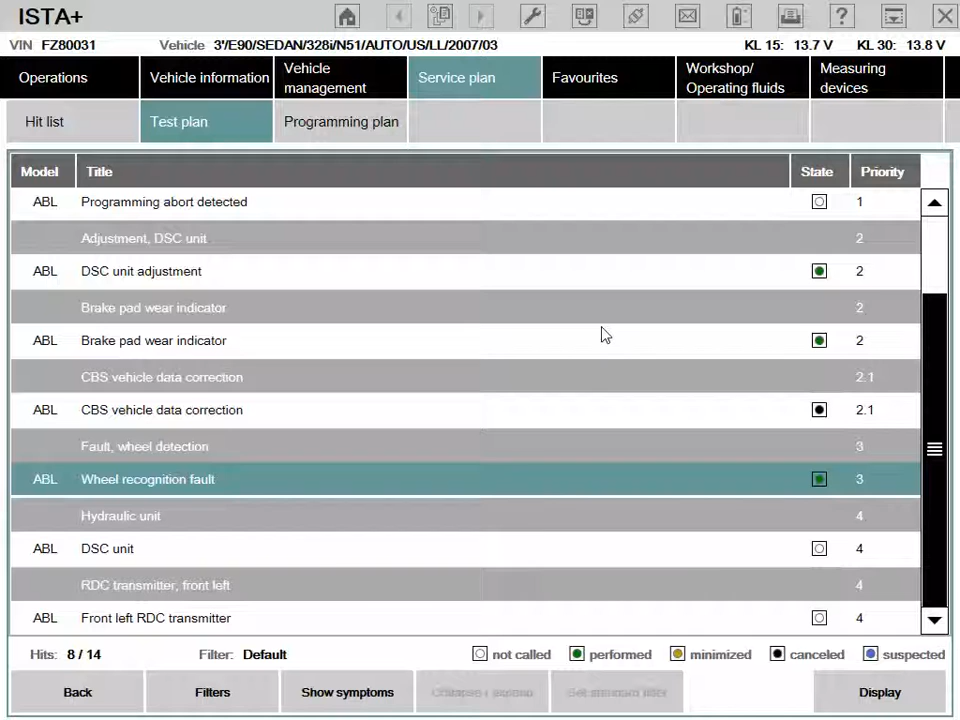 ISTA+
VIN FZ80031 Vehicle 3'/E90/SEDAN/328i/N51/AUTO/US/LL/2007/03 KL 15: 13.7 V KL 30: 13.8 V
Operations
Vehicle information
Vehicle management
Service plan
Favourites
Workshop/
Operating fluids
Measuring devices
Hit list
Test plan
Programming plan
Model Title State Priority
ABL Programming abort detected 1
Adjustment, DSC unit 2
ABL DSC unit adjustment 2
Brake pad wear indicator 2
ABL Brake pad wear indicator 2
CBS vehicle data correction 2.1
ABL CBS vehicle data correction 2.1
Fault, wheel detection 3
ABL Wheel recognition fault 3
Hydraulic unit 4
ABL DSC unit 4
RDC transmitter, front left 4
ABL Front left RDC transmitter 4
Hits: 8 / 14 Filter: Default not called performed minimized canceled suspected
Back Filters Show symptoms Collapse / expand Set standard filter Display